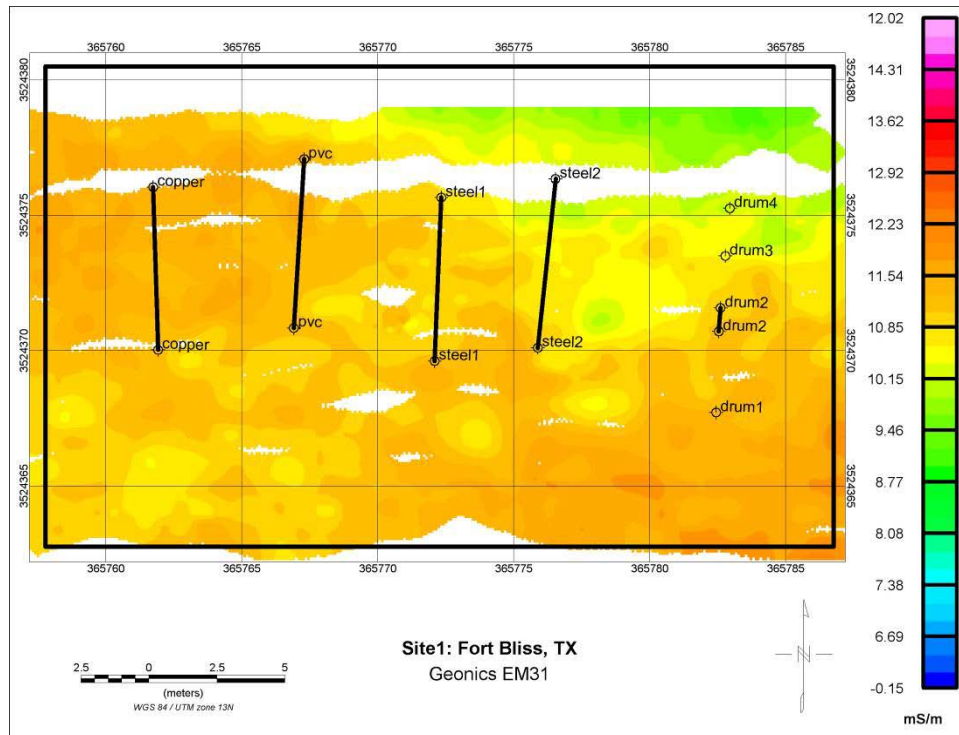 365760 365765 365770 365775 365780 365785
3524380 3524380
pvc
copper
steel2
steel1
drum4
3524375 3524375
drum3
drum2
pvc
drum2
copper
steel2
3524370 3524370
steel1
drum1
3524365 3524365
365760 365765 365770 365775 365780 365785
12.02
14.31
13.62
12.92
12.23
11.54
10.85
10.15
9.46
8.77
8.08
7.38
6.69
-0.15
mS/m
Site1: Fort Bliss, TX
Geonics EM31
2.5 0 2.5 5
(meters)
WGS 84 / UTM zone 13N
N